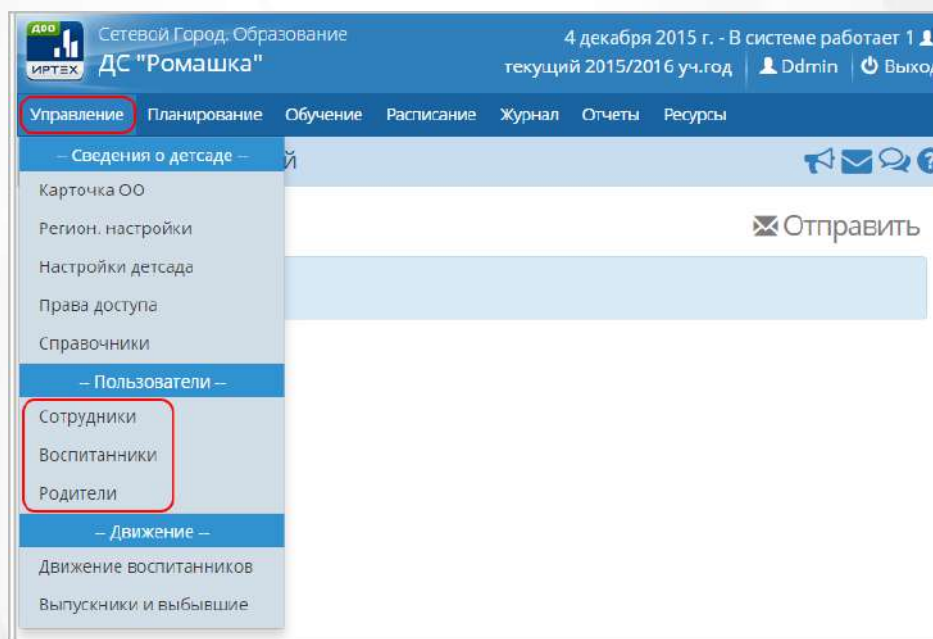 ДОО
ИРТЕХ
Сетевой Город. Образование
ДС "Ромашка"
4 декабря 2015 г. - В системе работает 1
текущий 2015/2016 уч.год Ddmin Выход
Управление Планирование Обучение Расписание Журнал Отчеты Ресурсы
-- Сведения о детсаде --
й
Карточка ОО
Регион. настройки
Отправить
Настройки детсада
Права доступа
Справочники
-- Пользователи --
Сотрудники
Воспитанники
Родители
-- Движение --
Движение воспитанников
Выпускники и выбывшие